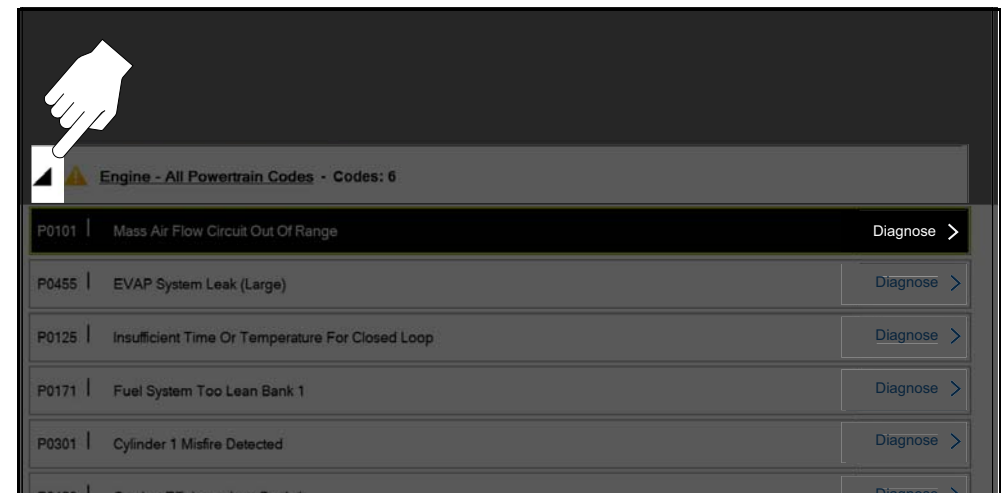 Engine - All Powertrain Codes - Codes: 6
P0101 Mass Air Flow Circuit Out Of Range Diagnose
P0455 EVAP System Leak (Large) Diagnose
P0125 Insufficient Time Or Temperature For Closed Loop Diagnose
P0171 Fuel System Too Lean Bank 1 Diagnose
P0301 Cylinder 1 Misfire Detected Diagnose
Diagnose